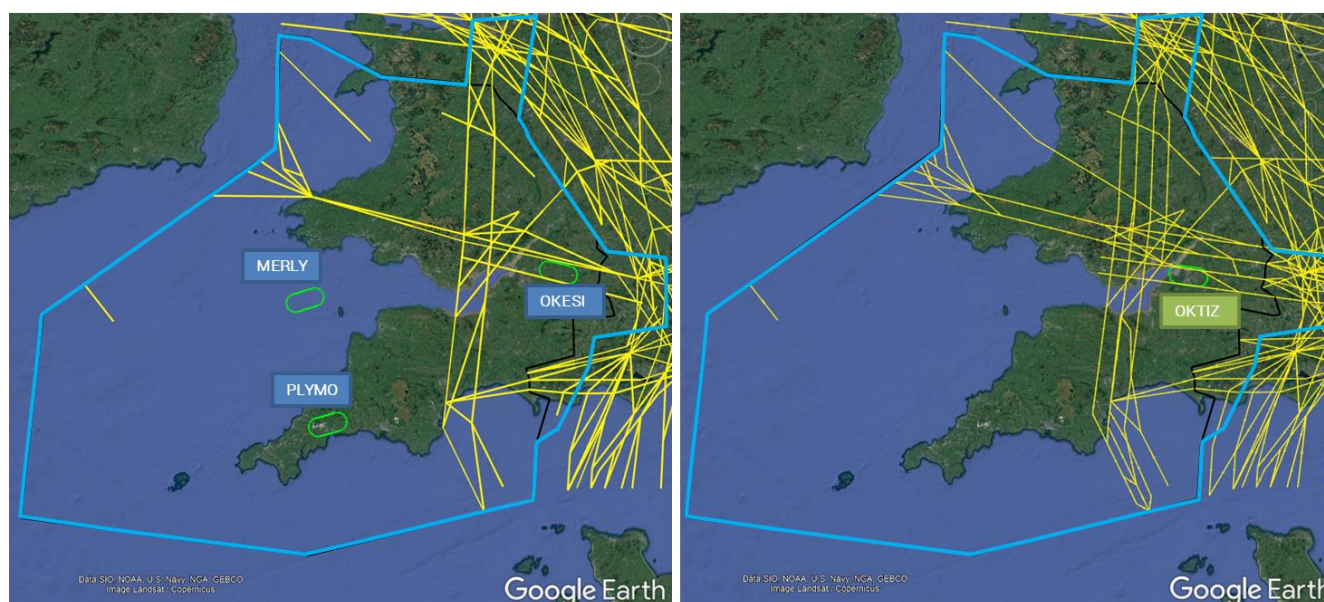 MERLY
OKESI
PLYMO
Data SIO, NOAA, U.S. Navy, NGA, GEBCO
Image Landsat / Copernicus
Google Earth
OKTIZ
Data SIO, NOAA, U.S. Navy, NGA, GEBCO
Image Landsat / Copernicus
Google Earth